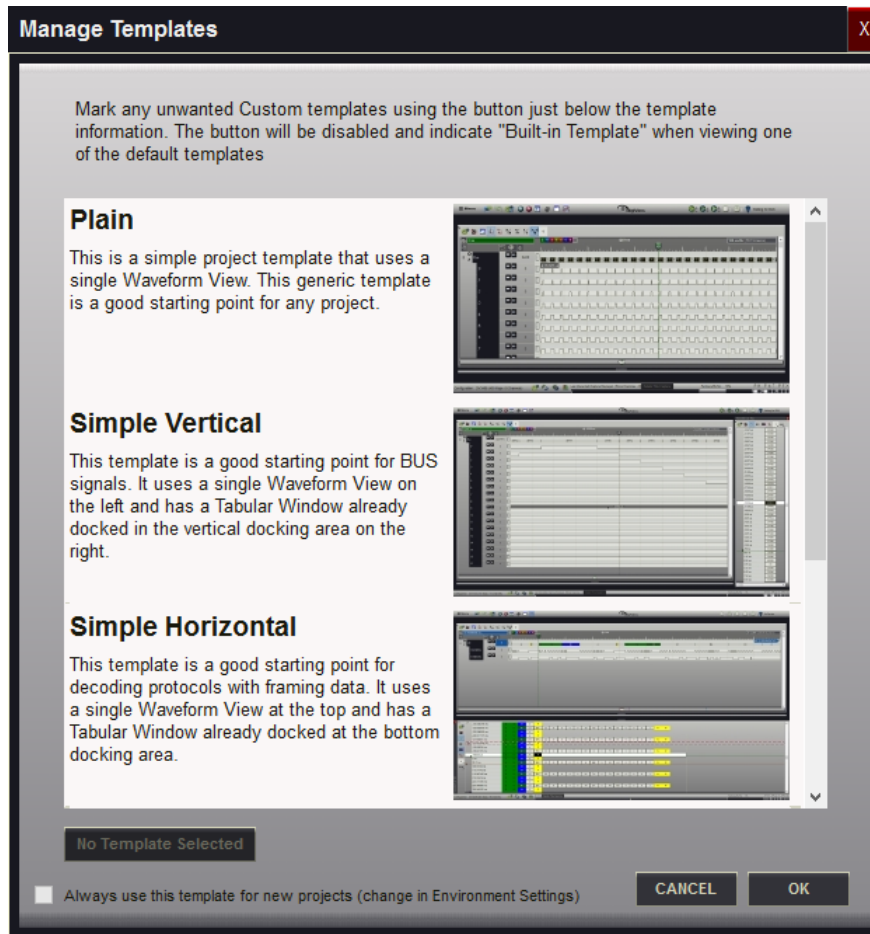 Manage Templates
X
Mark any unwanted Custom templates using the button just below the template
information. The button will be disabled and indicate "Built-in Template" when viewing one
of the default templates
Plain
This is a simple project template that uses a
single Waveform View. This generic template
is a good starting point for any project.
Simple Vertical
This template is a good starting point for BUS
signals. It uses a single Waveform View on
the left and has a Tabular Window already
docked in the vertical docking area on the
right.
Simple Horizontal
This template is a good starting point for
decoding protocols with framing data. It uses
a single Waveform View at the top and has a
Tabular Window already docked at the bottom
docking area.
No Template Selected
Always use this template for new projects (change in Environment Settings)
CANCEL
OK